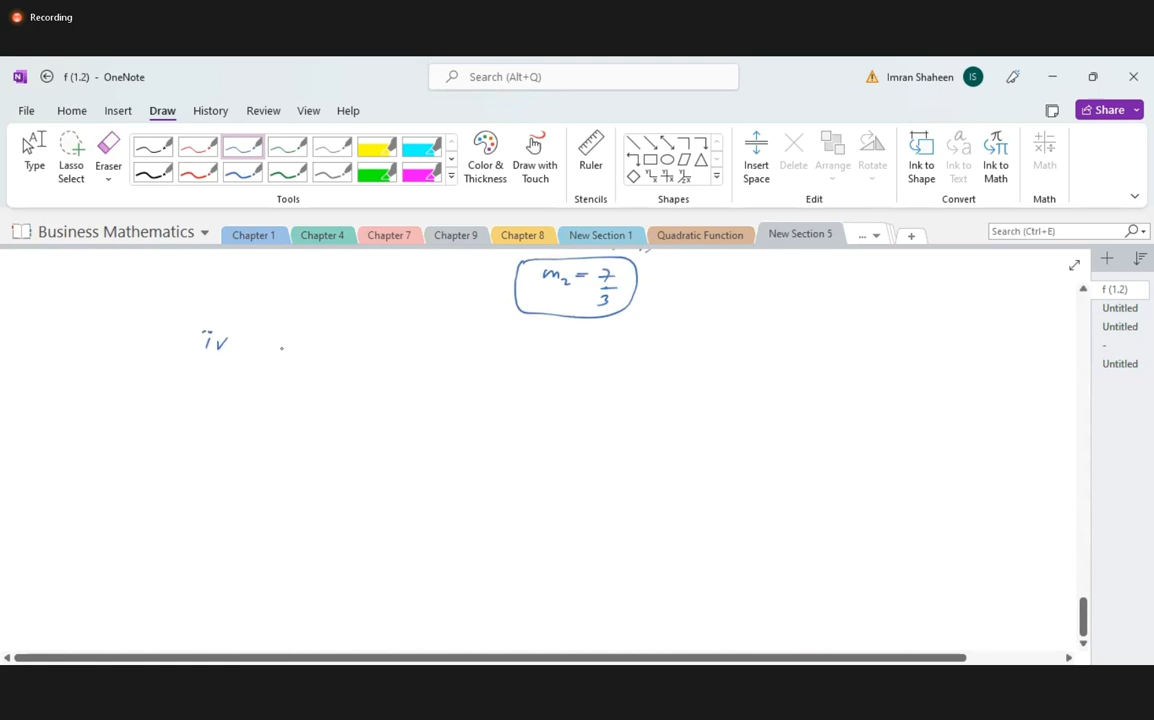 Recording
f (1.2) - OneNote
Search (Alt+Q)
Imran Shaheen IS
File Home Insert Draw History Review View Help
Share
Type
Lasso Select
Eraser
Color & Thickness
Draw with Touch
Ruler
Insert Space
Delete
Arrange
Rotate
Ink to Shape
Ink to Text
Ink to Math
Math
Tools Stencils Shapes Edit Convert Math
Business Mathematics Chapter 1 Chapter 4 Chapter 7 Chapter 9 Chapter 8 New Section 1 Quadratic Function New Section 5 ... Search (Ctrl+E)
m₂ = 7/3
iv
f (1.2)
Untitled
Untitled
-
Untitled